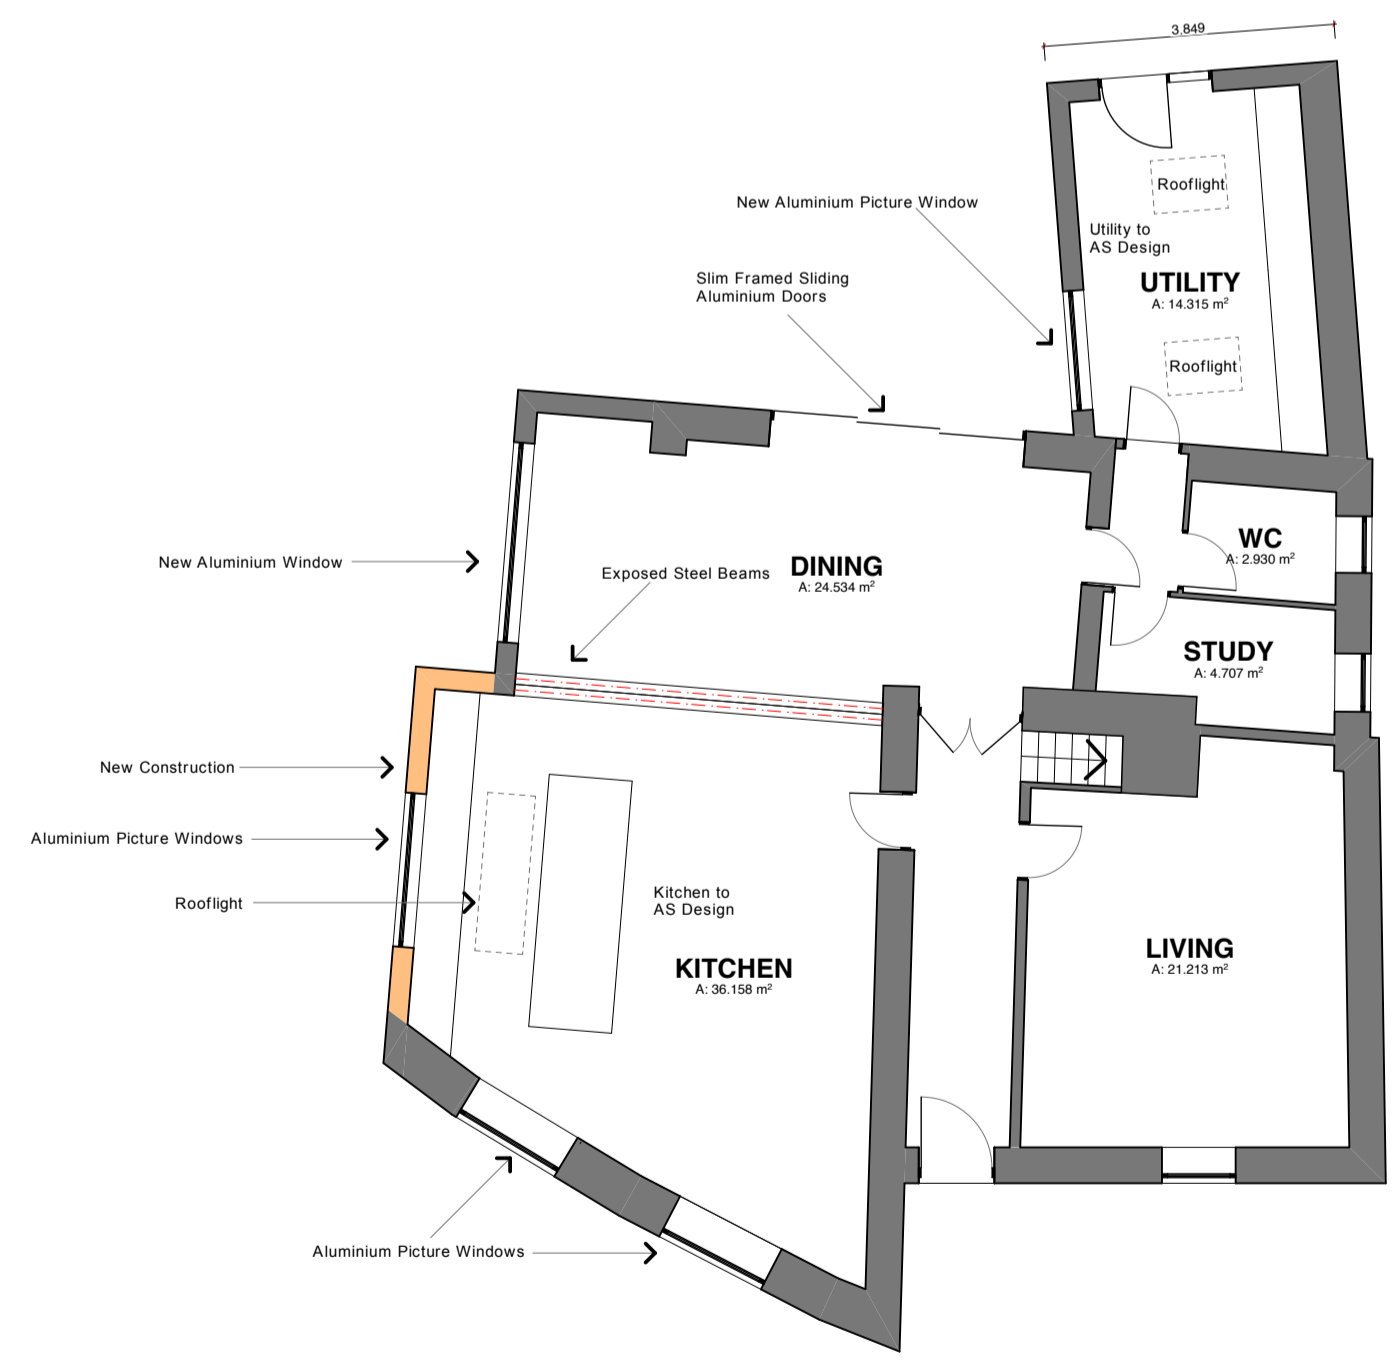 3.849
Rooflight
New Aluminium Picture Window
Utility to
AS Design
Slim Framed Sliding
Aluminium Doors
UTILITY
A: 14.315 m²
Rooflight
New Aluminium Window
Exposed Steel Beams
DINING
A: 24.534 m²
WC
A: 2.930 m²
STUDY
A: 4.707 m²
New Construction
Aluminium Picture Windows
Rooflight
Kitchen to
AS Design
KITCHEN
A: 36.158 m²
LIVING
A: 21.213 m²
Aluminium Picture Windows